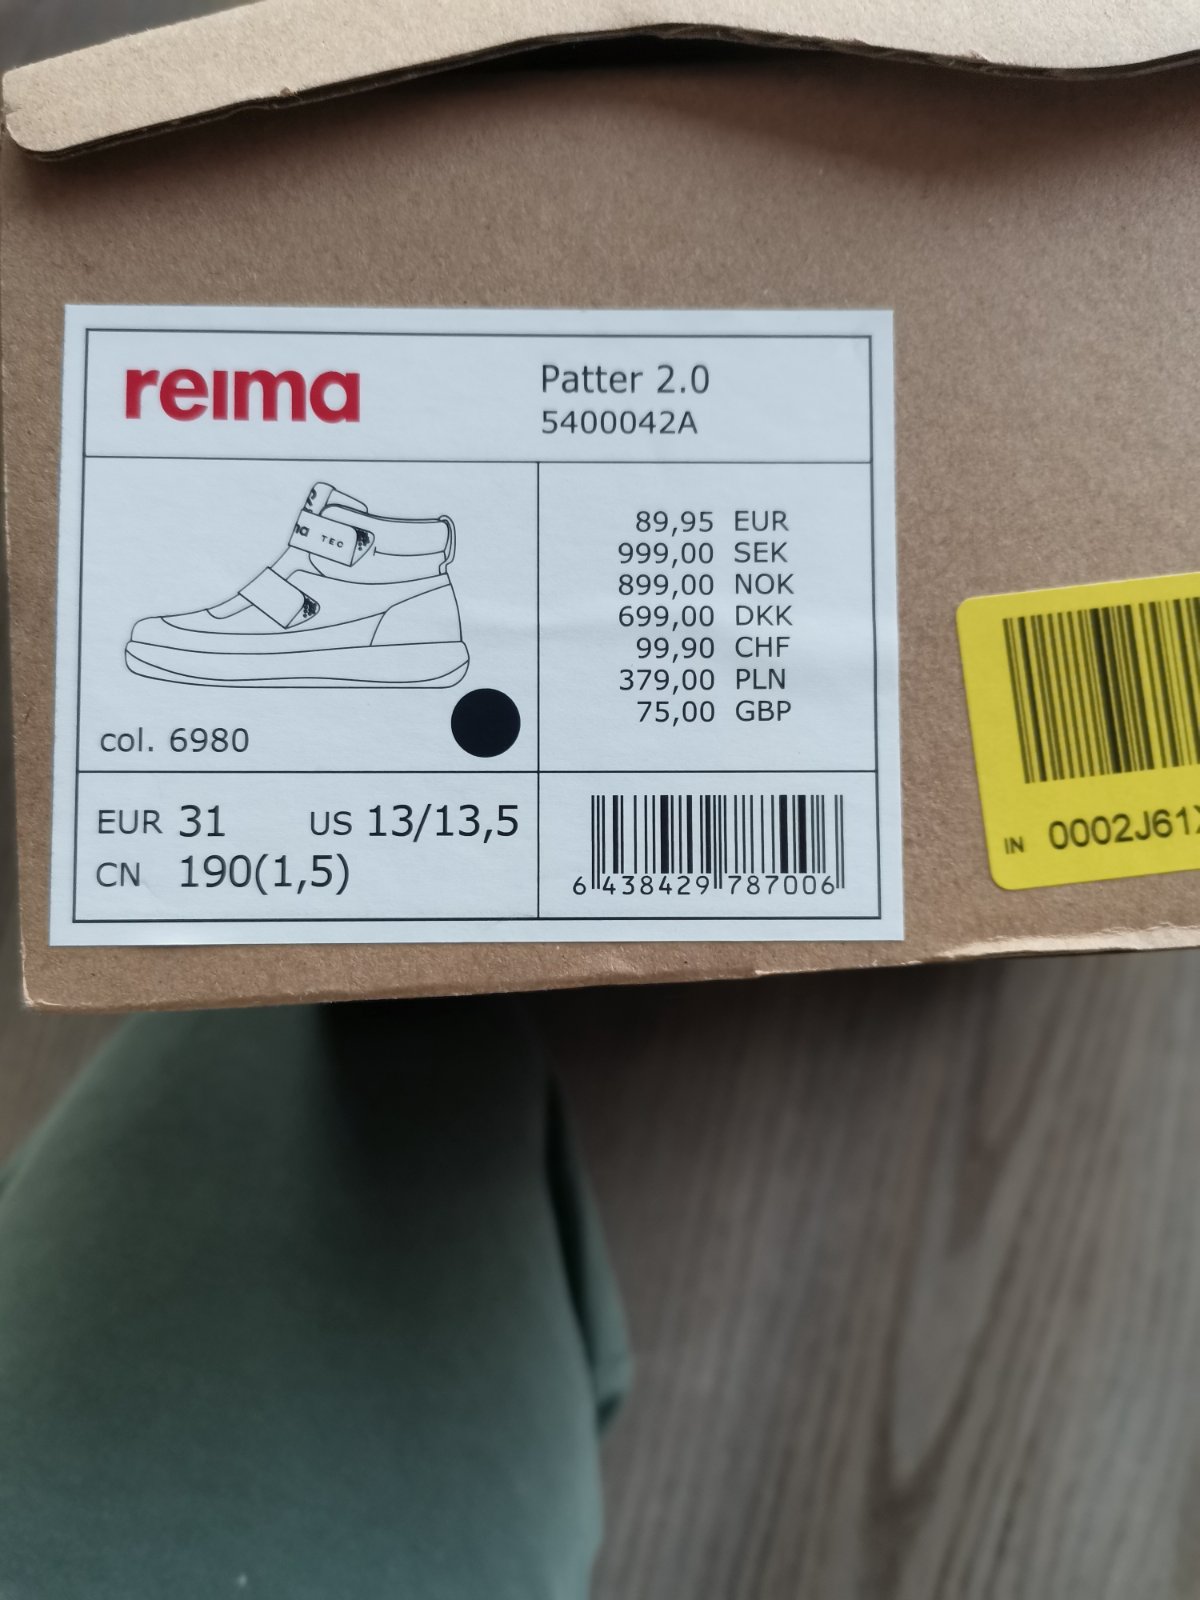 reima
Patter 2.0
5400042A
TEC
89,95 EUR
999,00 SEK
899,00 NOK
699,00 DKK
99,90 CHF
379,00 PLN
75,00 GBP
col. 6980
EUR 31 US 13/13,5
CN 190(1,5)
6 438429 787006
IN 0002J61